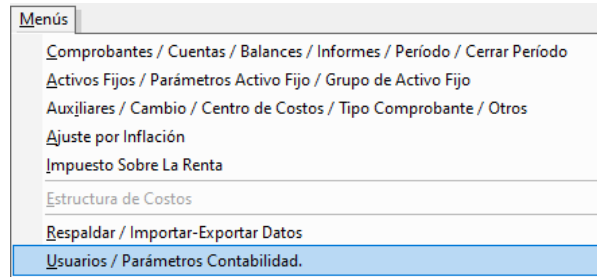 Menús
Comprobantes / Cuentas / Balances / Informes / Período / Cerrar Período
Activos Fijos / Parámetros Activo Fijo / Grupo de Activo Fijo
Auxiliares / Cambio / Centro de Costos / Tipo Comprobante / Otros
Ajuste por Inflación
Impuesto Sobre La Renta
Estructura de Costos
Respaldar / Importar-Exportar Datos
Usuarios / Parámetros Contabilidad.